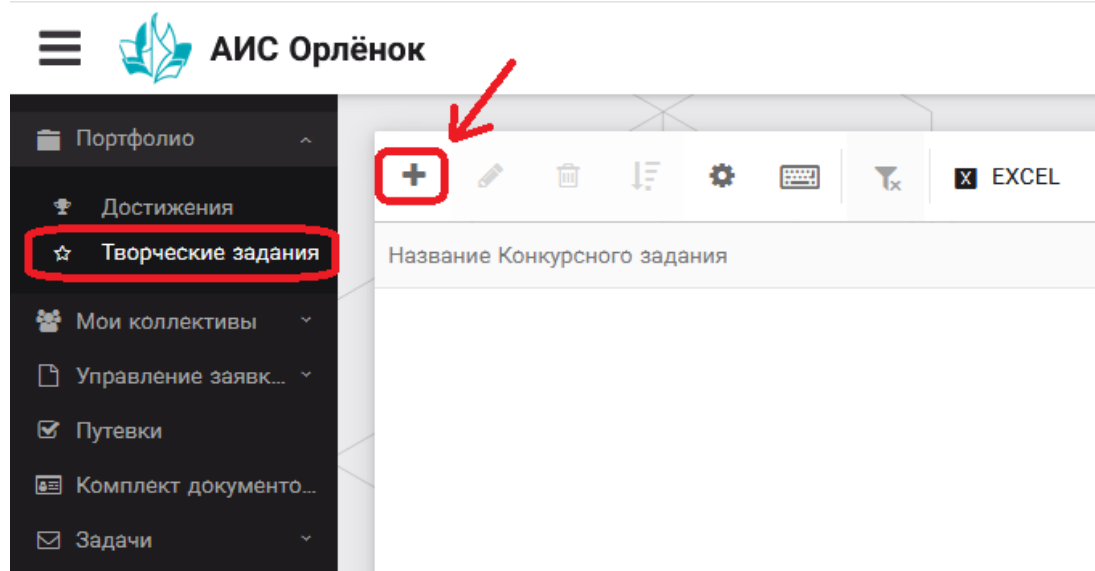 АИС Орлёнок
Портфолио
Достижения
Творческие задания
Мои коллективы
Управление заявк...
Путевки
Комплект документо...
Задачи
X EXCEL
Название Конкурсного задания